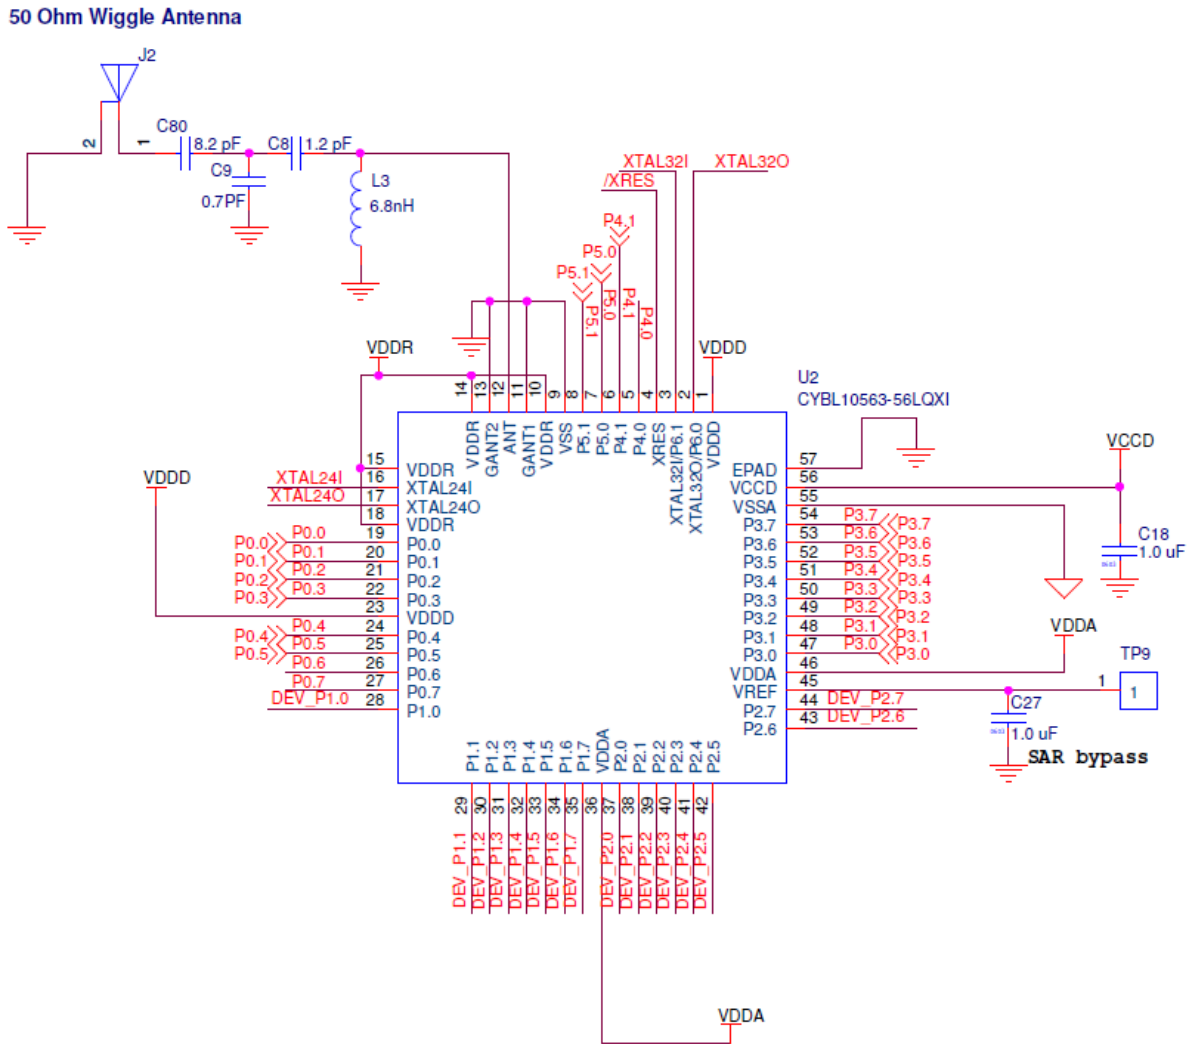 50 Ohm Wiggle Antenna
J2
2
1
C80
8.2 pF
C8
1.2 pF
C9
0.7PF
L3
6.8nH
XTAL32I
XTAL32O
/XRES
P4.1
P5.0
P5.1
P5.1
P5.0
P4.1
P4.0
VDDR
VDDD
14
13
12
11
10
9
8
7
6
5
4
3
2
1
U2
CYBL10563-56LQXI
VDDR
GANT2
ANT
GANT1
VDDR
VSS
P5.1
P5.0
P4.1
P4.0
XRES
XTAL32I/P6.1
XTAL32O/P6.0
VDDD
VDDD
15 VDDR
XTAL24I 16 XTAL24I
XTAL24O 17 XTAL24O
18 VDDR
P0.0 P0.0 19 P0.0
P0.1 P0.1 20 P0.1
P0.2 P0.2 21 P0.2
P0.3 P0.3 22 P0.3
23 VDDD
P0.4 P0.4 24 P0.4
P0.5 P0.5 25 P0.5
P0.6 26 P0.6
P0.7 27 P0.7
DEV_P1.0 28 P1.0
EPAD 57
VCCD 56
VSSA 55
P3.7 54 P3.7 P3.7
P3.6 53 P3.6 P3.6
P3.5 52 P3.5 P3.5
P3.4 51 P3.4 P3.4
P3.3 50 P3.3 P3.3
P3.2 49 P3.2 P3.2
P3.1 48 P3.1 P3.1
P3.0 47 P3.0 P3.0
VDDA 46
VREF 45
P2.7 44 DEV_P2.7
P2.6 43 DEV_P2.6
VCCD
C18
1.0 uF
0603
VDDA
TP9
1
1
C27
1.0 uF
0603
SAR bypass
P1.1
P1.2
P1.3
P1.4
P1.5
P1.6
P1.7
VDDA
P2.0
P2.1
P2.2
P2.3
P2.4
P2.5
29
30
31
32
33
34
35
36
37
38
39
40
41
42
DEV_P1.1
DEV_P1.2
DEV_P1.3
DEV_P1.4
DEV_P1.5
DEV_P1.6
DEV_P1.7
DEV_P2.0
DEV_P2.1
DEV_P2.2
DEV_P2.3
DEV_P2.4
DEV_P2.5
VDDA